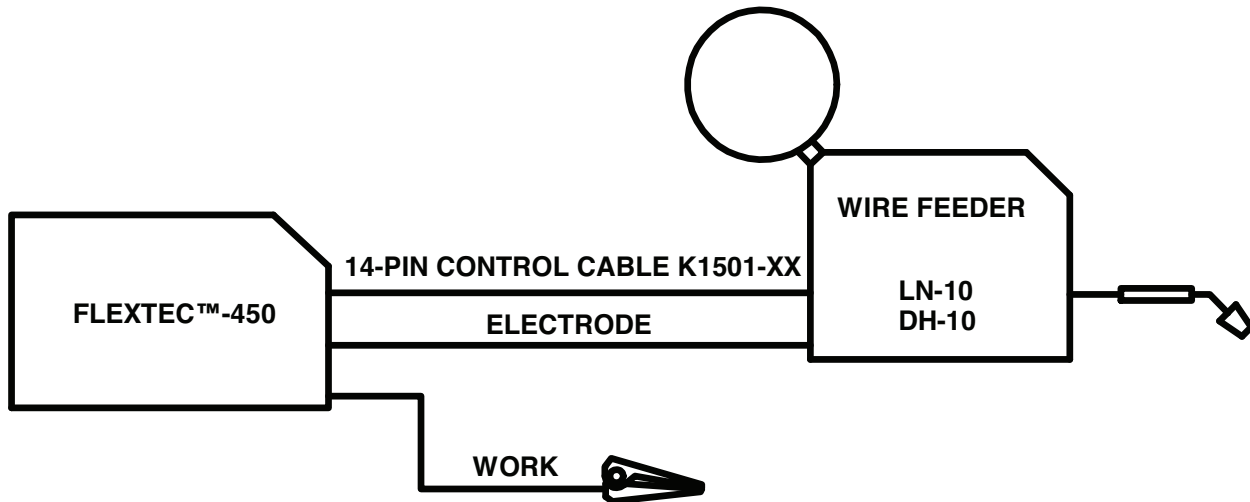 WIRE FEEDER
14-PIN CONTROL CABLE K1501-XX
FLEXTEC™-450
LN-10
DH-10
ELECTRODE
WORK